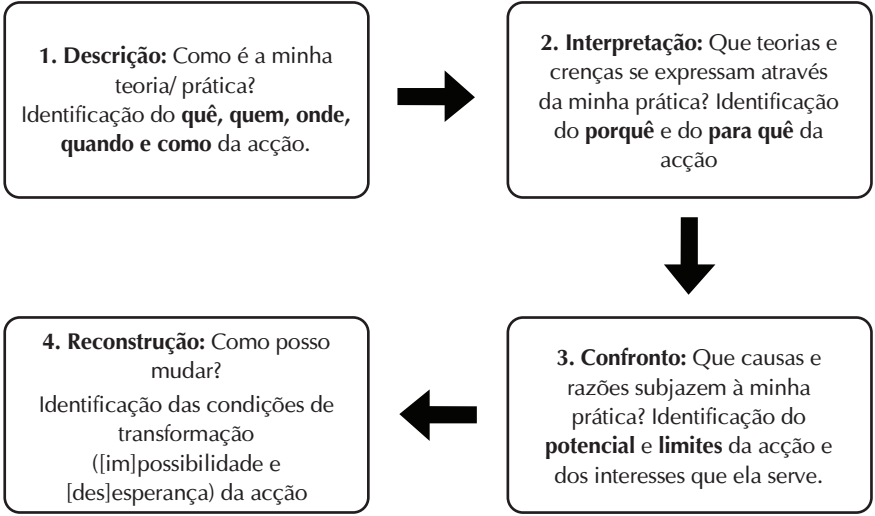 1. Descrição: Como é a minha
teoria/ prática?
Identificação do quê, quem, onde,
quando e como da acção.
2. Interpretação: Que teorias e
crenças se expressam através
da minha prática? Identificação
do porquê e do para quê da
acção
3. Confronto: Que causas e
razões subjazem à minha
prática? Identificação do
potencial e limites da acção e
dos interesses que ela serve.
4. Reconstrução: Como posso
mudar?
Identificação das condições de
transformação
([im]possibilidade e
[des]esperança) da acção